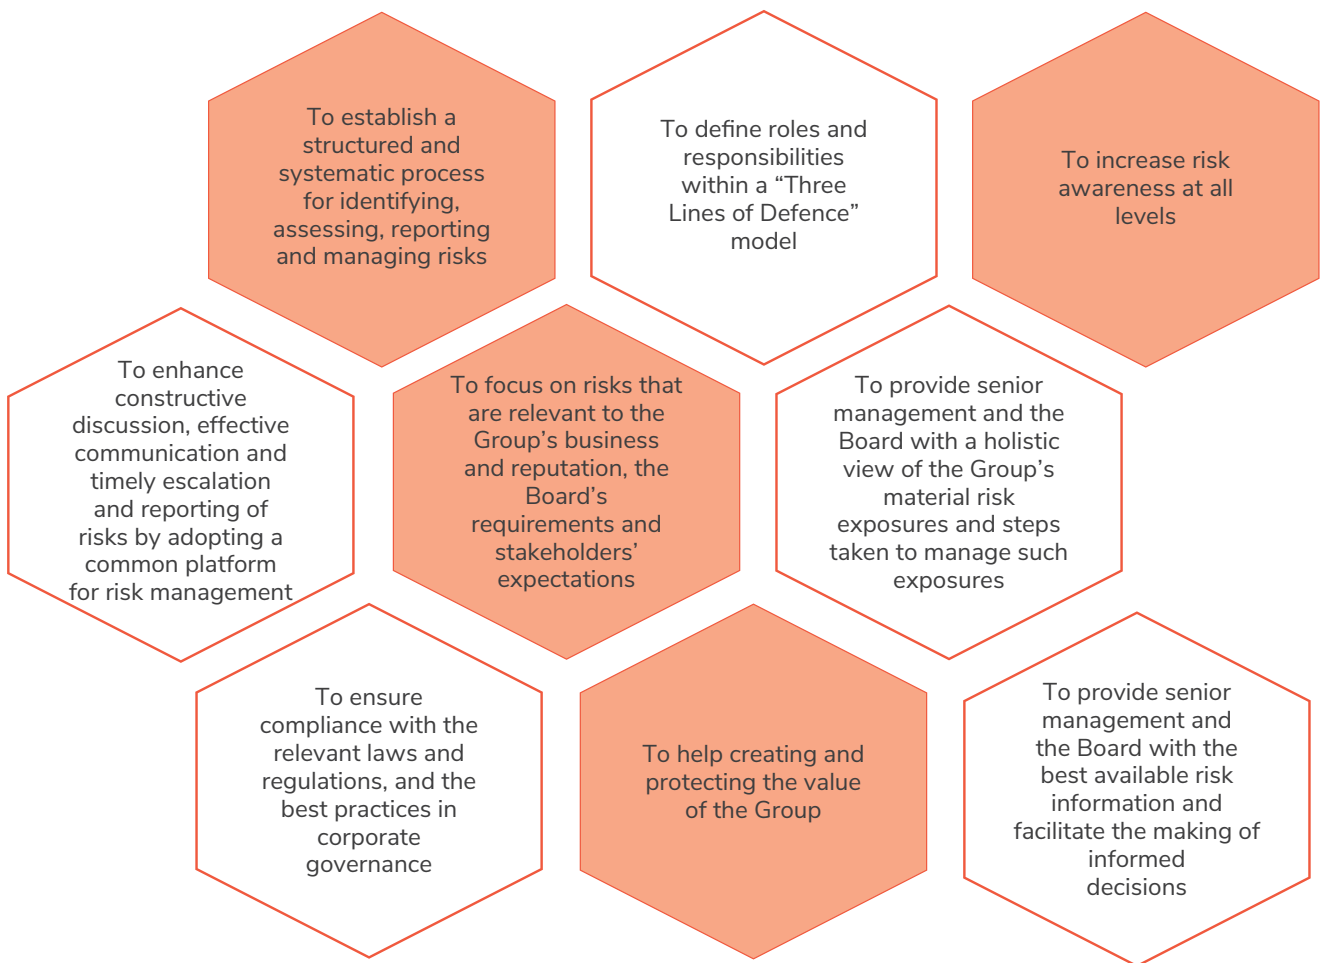 To establish a
structured and
systematic process
for identifying,
assessing, reporting
and managing risks
To define roles and
responsibilities
within a “Three
Lines of Defence”
model
To increase risk
awareness at all
levels
To enhance
constructive
discussion, effective
communication and
timely escalation
and reporting of
risks by adopting a
common platform
for risk management
To focus on risks that
are relevant to the
Group’s business
and reputation, the
Board’s
requirements and
stakeholders’
expectations
To provide senior
management and the
Board with a holistic
view of the Group’s
material risk
exposures and steps
taken to manage such
exposures
To ensure
compliance with the
relevant laws and
regulations, and the
best practices in
corporate
governance
To help creating and
protecting the value
of the Group
To provide senior
management and
the Board with the
best available risk
information and
facilitate the making of
informed
decisions